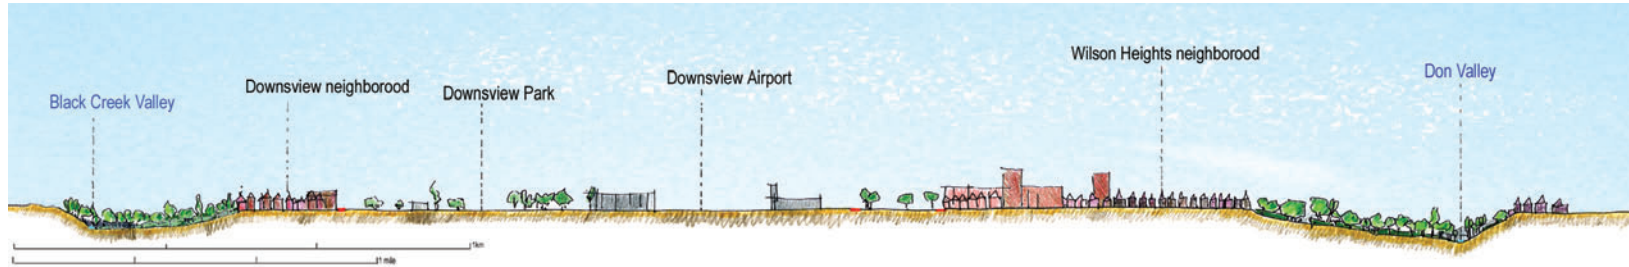 Black Creek Valley
Downsview neighborood
Downsview Park
Downsview Airport
Wilson Heights neighborood
Don Valley
1km
1 mile